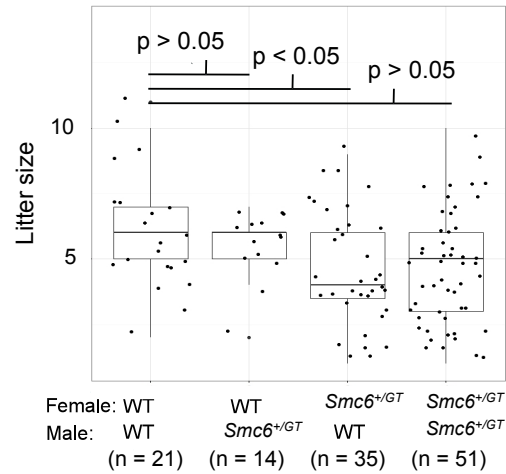 p > 0.05
p < 0.05
p > 0.05
10
5
Litter size
Female: WT WT Smc6+/GT Smc6+/GT
Male: WT Smc6+/GT WT Smc6+/GT
(n = 21) (n = 14) (n = 35) (n = 51)